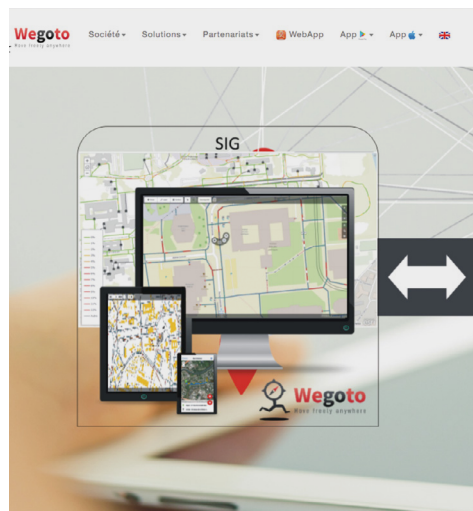 Wegoto
Move freely anywhere
Société
Solutions
Partenariats
WebApp
App
App
SIG
Wegoto
Move freely anywhere